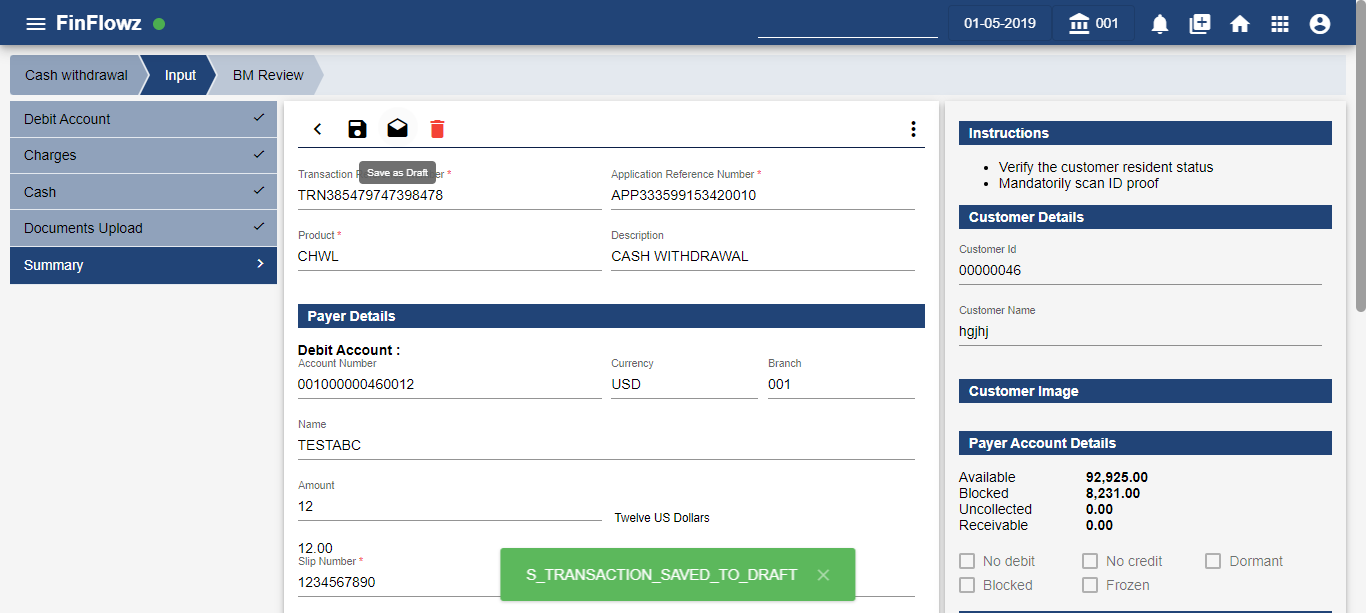 FinFlowz
01-05-2019
001
Cash withdrawal
Input
BM Review
Debit Account
Charges
Cash
Documents Upload
Summary
Save as Draft
Transaction R er *
TRN385479747398478
Application Reference Number *
APP333599153420010
Product *
CHWL
Description
CASH WITHDRAWAL
Payer Details
Debit Account :
Account Number
001000000460012
Currency
USD
Branch
001
Name
TESTABC
Amount
12
Twelve US Dollars
12.00
Slip Number *
1234567890
S_TRANSACTION_SAVED_TO_DRAFT
Instructions
• Verify the customer resident status
• Mandatorily scan ID proof
Customer Details
Customer Id
00000046
Customer Name
hgjhj
Customer Image
Payer Account Details
Available 92,925.00
Blocked 8,231.00
Uncollected 0.00
Receivable 0.00
No debit No credit Dormant
Blocked Frozen